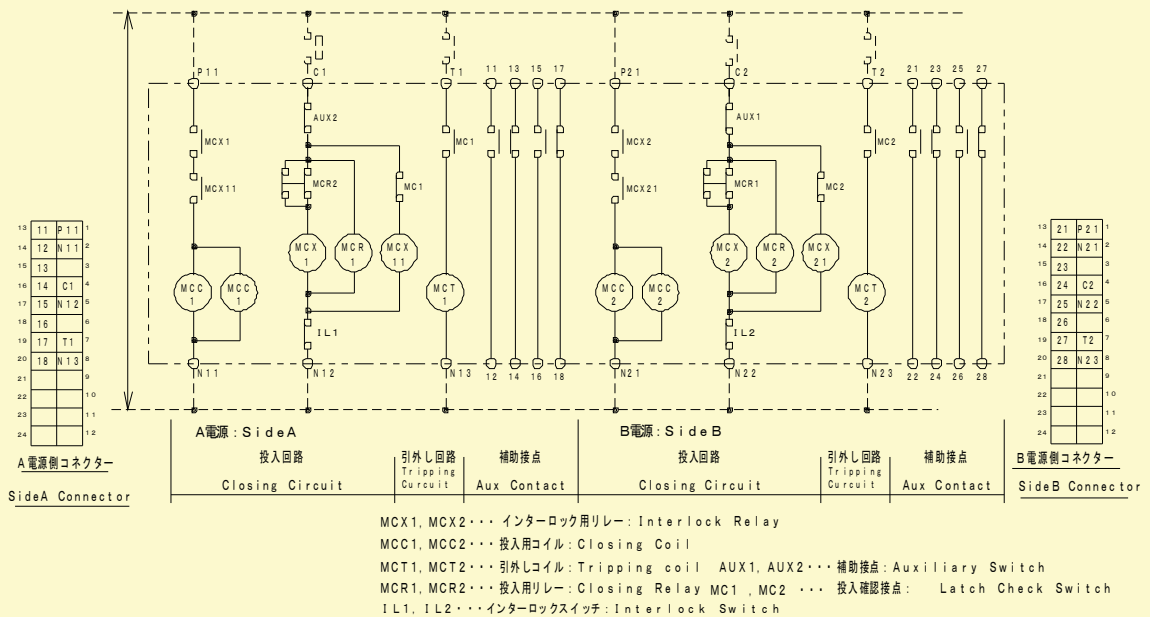 P11 C1 T1 11 13 15 17 P21 C2 T2 21 23 25 27
AUX2 AUX1
MCX1 MC1 MCX2 MC2
MCX11 MCR2 MC1 MCX21 MCR1 MC2
MCX 1 MCR 1 MCX 11 MCX 2 MCR 2 MCX 21
MCC 1 MCC 1 MCT 1 MCC 2 MCC 2 MCT 2
IL1 IL2
N11 N12 N13 12 14 16 18 N21 N22 N23 22 24 26 28
13 11 P11 1
14 12 N11 2
15 13 3
16 14 C1 4
17 15 N12 5
18 16 6
19 17 T1 7
20 18 N13 8
21 9
22 10
23 11
24 12
A電源側コネクター
SideA Connector
13 21 P21 1
14 22 N21 2
15 23 3
16 24 C2 4
17 25 N22 5
18 26 6
19 27 T2 7
20 28 N23 8
21 9
22 10
23 11
24 12
B電源側コネクター
SideB Connector
A電源:SideA B電源:SideB
投入回路 引外し回路 補助接点 投入回路 引外し回路 補助接点
Closing Circuit Tripping Curcuit Aux Contact Closing Circuit Tripping Curcuit Aux Contact
MCX1, MCX2・・・ インターロック用リレー: Interlock Relay
MCC1, MCC2・・・ 投入用コイル: Closing Coil
MCT1, MCT2・・・引外しコイル: Tripping coil AUX1, AUX2・・・補助接点: Auxiliary Switch
MCR1, MCR2・・・投入用リレー: Closing Relay MC1 , MC2 ・・・ 投入確認接点: Latch Check Switch
IL1, IL2・・・インターロックスイッチ: Interlock Switch